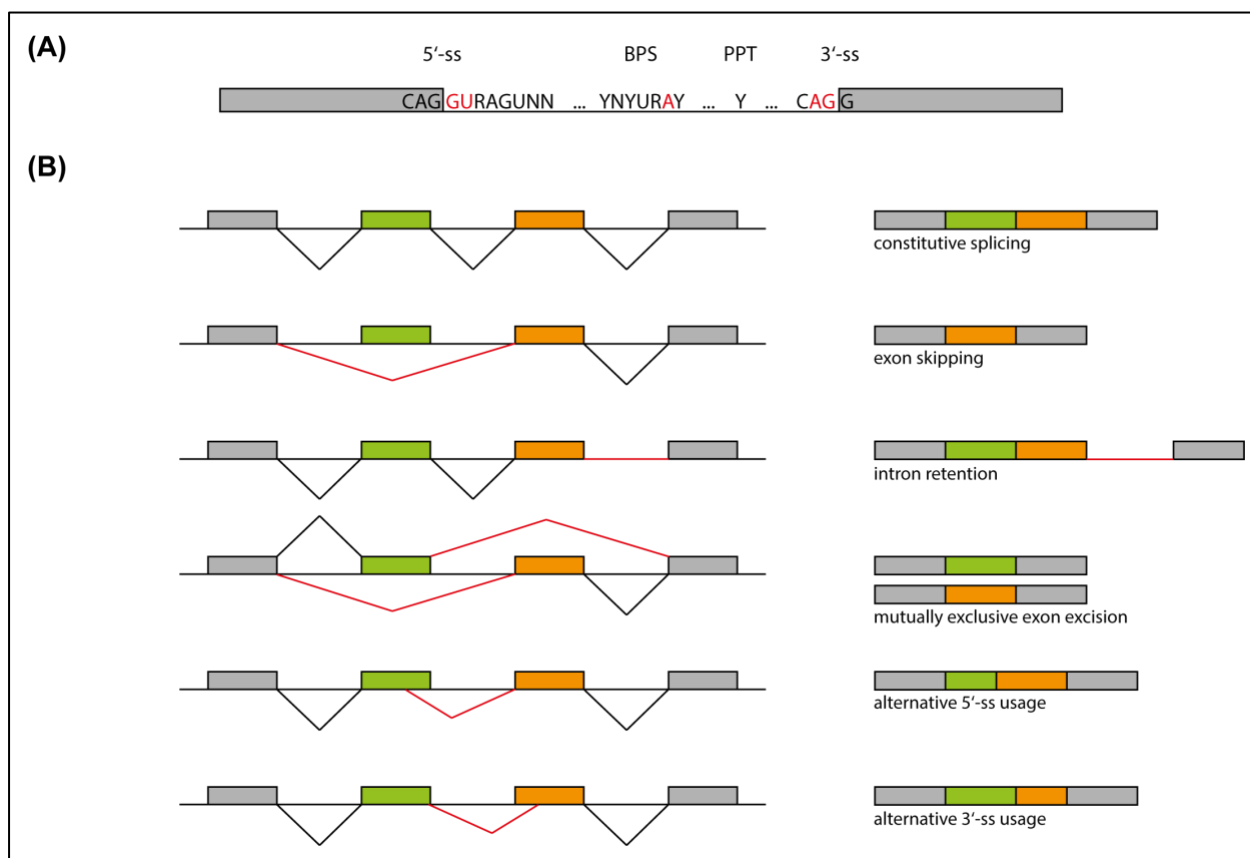 (A)
5‘-ss BPS PPT 3‘-ss
CAG GURAGUNN ... YNYURAY ... Y ... CAG G
(B)
constitutive splicing
exon skipping
intron retention
mutually exclusive exon excision
alternative 5‘-ss usage
alternative 3‘-ss usage